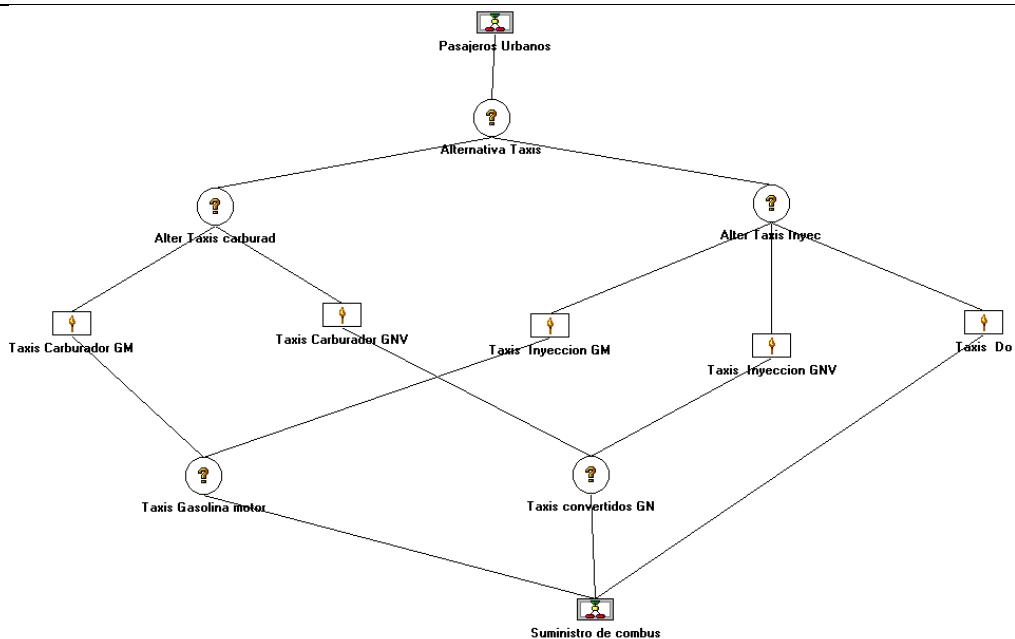 Pasajeros Urbanos
Alternativa Taxis
Alter Taxis carburad
Alter Taxis Inyec
Taxis Carburador GM
Taxis Carburador GNV
Taxis Inyeccion GM
Taxis Inyeccion GNV
Taxis Do
Taxis Gasolina motor
Taxis convertidos GN
Suministro de combus